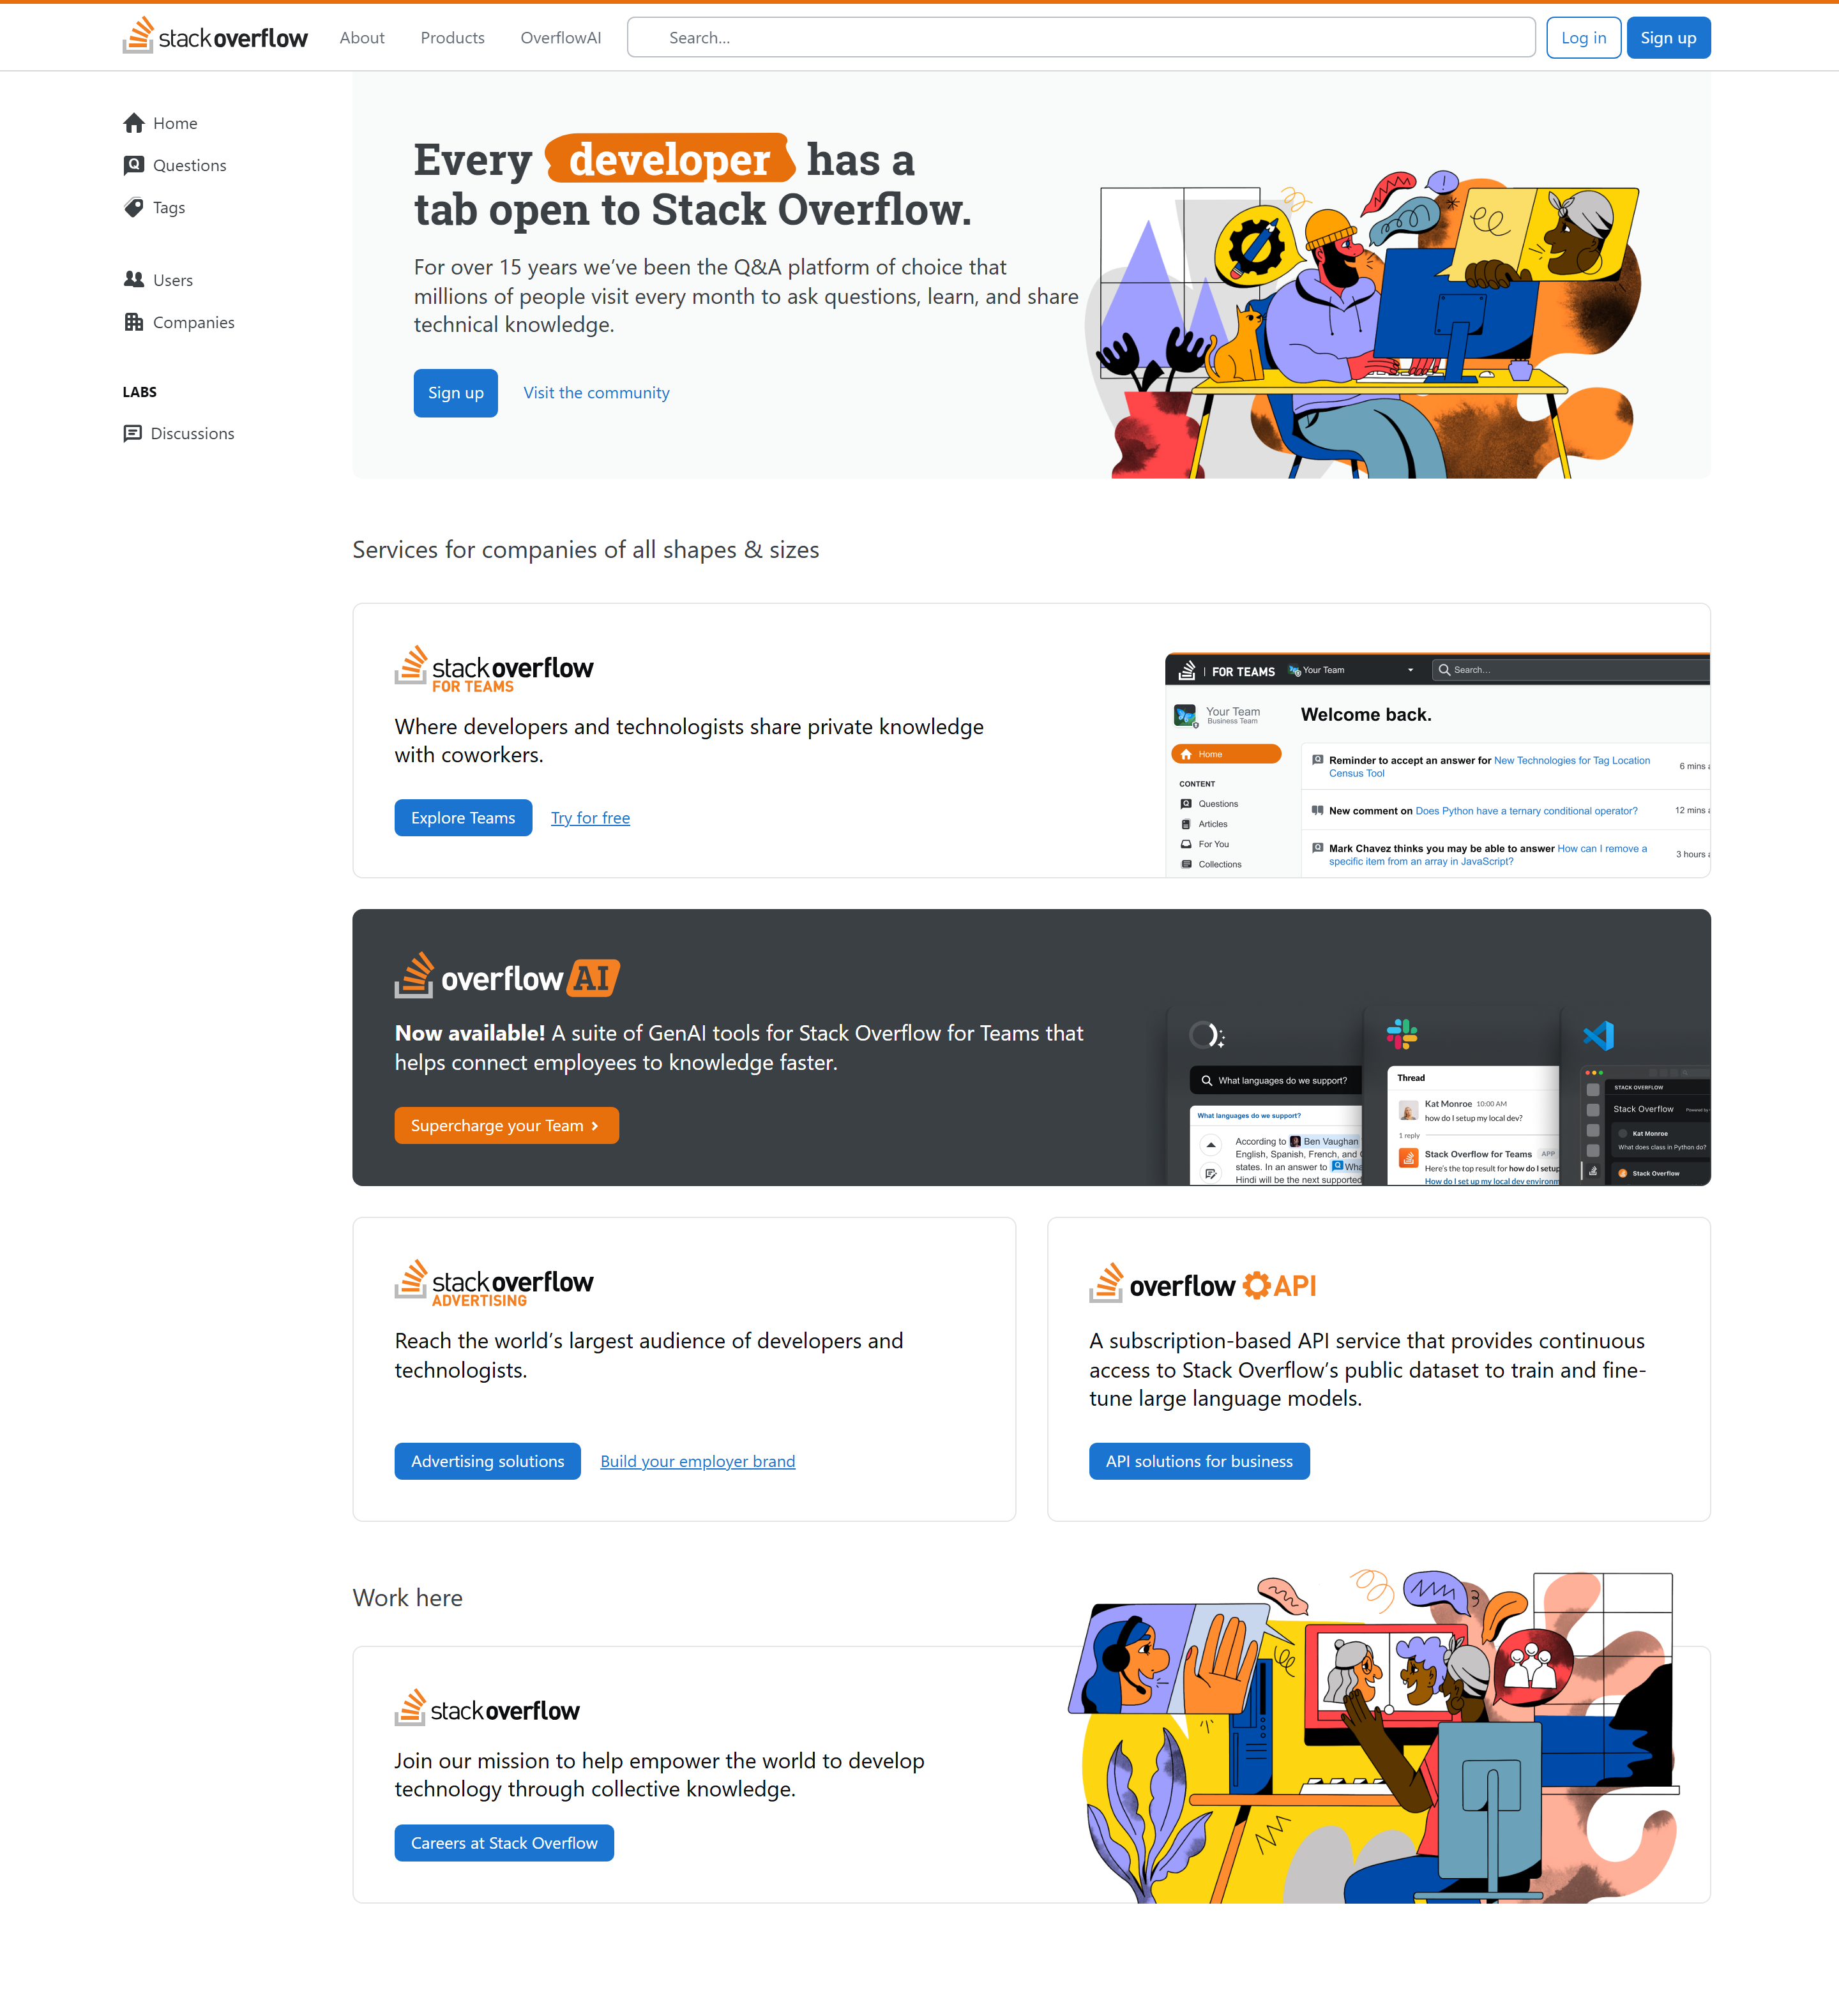 stackoverflow
About
Products
OverflowAI
Search...
Log in
Sign up
Home
Questions
Tags
Users
Companies
LABS
Discussions
Every developer has a
tab open to Stack Overflow.
For over 15 years we’ve been the Q&A platform of choice that
millions of people visit every month to ask questions, learn, and share
technical knowledge.
Sign up
Visit the community
Services for companies of all shapes & sizes
stackoverflow
FOR TEAMS
Where developers and technologists share private knowledge
with coworkers.
Explore Teams
Try for free
FOR TEAMS
Your Team
Search...
Your Team
Business Team
Home
CONTENT
Questions
Articles
For You
Collections
Welcome back.
Reminder to accept an answer for New Technologies for Tag Location
Census Tool
6 mins
New comment on Does Python have a ternary conditional operator?
12 mins
Mark Chavez thinks you may be able to answer How can I remove a
specific item from an array in JavaScript?
3 hours
overflowAI
Now available! A suite of GenAI tools for Stack Overflow for Teams that
helps connect employees to knowledge faster.
Supercharge your Team
What languages do we support?
What languages do we support?
According to Ben Vaughan
English, Spanish, French, and
states. In an answer to Wha
Hindi will be the next supported
Thread
Kat Monroe 10:00 AM
how do I setup my local dev?
1 reply
Stack Overflow for Teams APP
Here's the top result for how do I setup
How do I set up my local dev environm
STACK OVERFLOW
Stack Overflow
Powered by
Kat Monroe
What does class in Python do?
Stack Overflow
stackoverflow
ADVERTISING
Reach the world’s largest audience of developers and
technologists.
Advertising solutions
Build your employer brand
overflow API
A subscription-based API service that provides continuous
access to Stack Overflow’s public dataset to train and fine-
tune large language models.
API solutions for business
Work here
stackoverflow
Join our mission to help empower the world to develop
technology through collective knowledge.
Careers at Stack Overflow